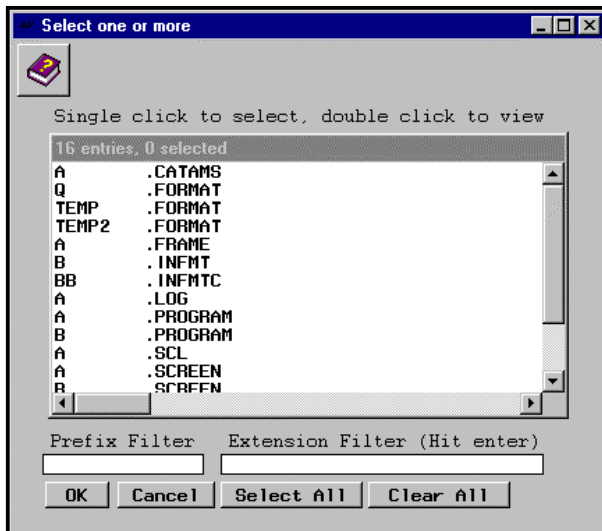 Select one or more
Single click to select, double click to view
16 entries, 0 selected
A .CATAMS
Q .FORMAT
TEMP .FORMAT
TEMP2 .FORMAT
A .FRAME
B .INFMT
BB .INFMTC
A .LOG
A .PROGRAM
B .PROGRAM
A .SCL
A .SCREEN
B .SCREEN
Prefix Filter Extension Filter (Hit enter)
OK Cancel Select All Clear All